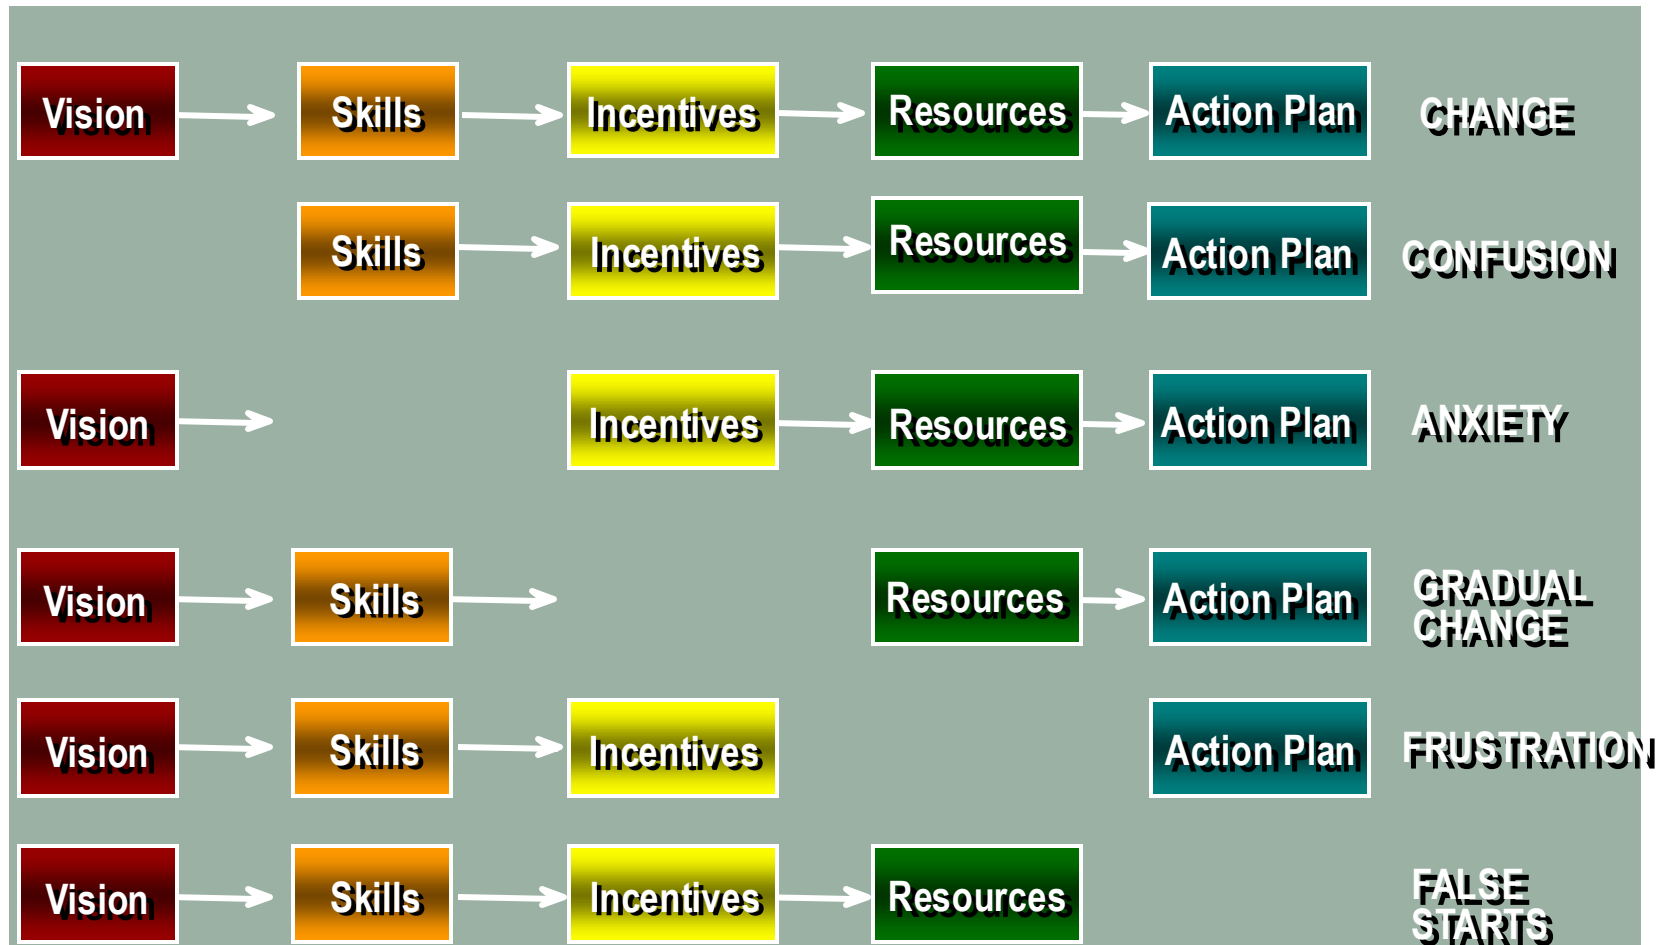 Vision Skills Incentives Resources Action Plan CHANGE
Skills Incentives Resources Action Plan CONFUSION
Vision Incentives Resources Action Plan ANXIETY
Vision Skills Resources Action Plan GRADUAL
CHANGE
Vision Skills Incentives Action Plan FRUSTRATION
Vision Skills Incentives Resources FALSE
STARTS